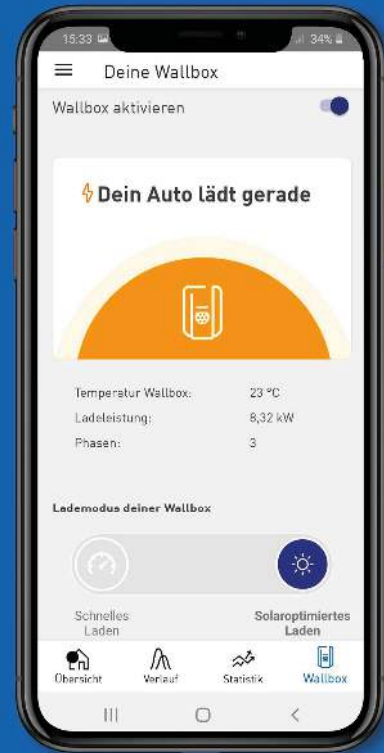 15:33
34%
Deine Wallbox
Wallbox aktivieren
Dein Auto lädt gerade
Temperatur Wallbox: 23 °C
Ladeleistung: 8,32 kW
Phasen: 3
Lademodus deiner Wallbox
Schnelles Laden
Solaroptimiertes Laden
Übersicht
Verlauf
Statistik
Wallbox